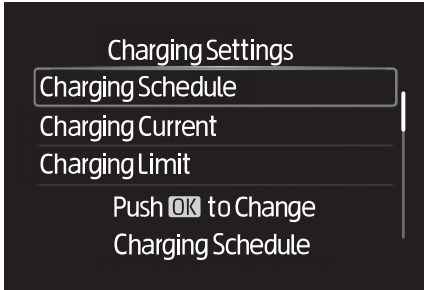 Charging Settings
Charging Schedule
Charging Current
Charging Limit
Push OK to Change
Charging Schedule